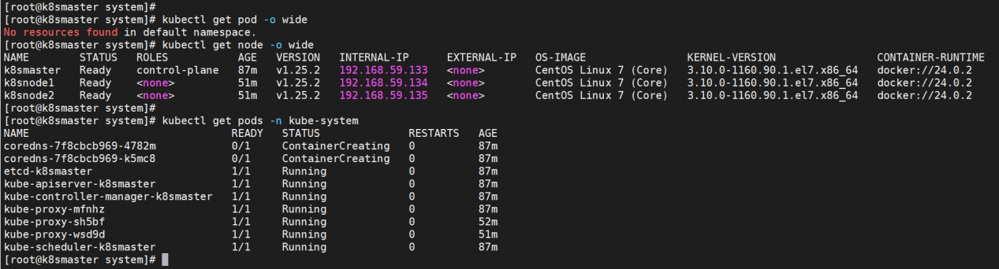 [root@k8smaster system]#
[root@k8smaster system]# kubectl get pod -o wide
No resources found in default namespace.
[root@k8smaster system]# kubectl get node -o wide
NAME STATUS ROLES AGE VERSION INTERNAL-IP EXTERNAL-IP OS-IMAGE KERNEL-VERSION CONTAINER-RUNTIME
k8smaster Ready control-plane 87m v1.25.2 192.168.59.133 <none> CentOS Linux 7 (Core) 3.10.0-1160.90.1.el7.x86_64 docker://24.0.2
k8snode1 Ready <none> 51m v1.25.2 192.168.59.134 <none> CentOS Linux 7 (Core) 3.10.0-1160.90.1.el7.x86_64 docker://24.0.2
k8snode2 Ready <none> 51m v1.25.2 192.168.59.135 <none> CentOS Linux 7 (Core) 3.10.0-1160.90.1.el7.x86_64 docker://24.0.2
[root@k8smaster system]#
[root@k8smaster system]# kubectl get pods -n kube-system
NAME READY STATUS RESTARTS AGE
coredns-7f8cbcb969-4782m 0/1 ContainerCreating 0 87m
coredns-7f8cbcb969-k5mc8 0/1 ContainerCreating 0 87m
etcd-k8smaster 1/1 Running 0 87m
kube-apiserver-k8smaster 1/1 Running 0 87m
kube-controller-manager-k8smaster 1/1 Running 0 87m
kube-proxy-mfnhz 1/1 Running 0 87m
kube-proxy-sh5bf 1/1 Running 0 52m
kube-proxy-wsd9d 1/1 Running 0 51m
kube-scheduler-k8smaster 1/1 Running 0 87m
[root@k8smaster system]#